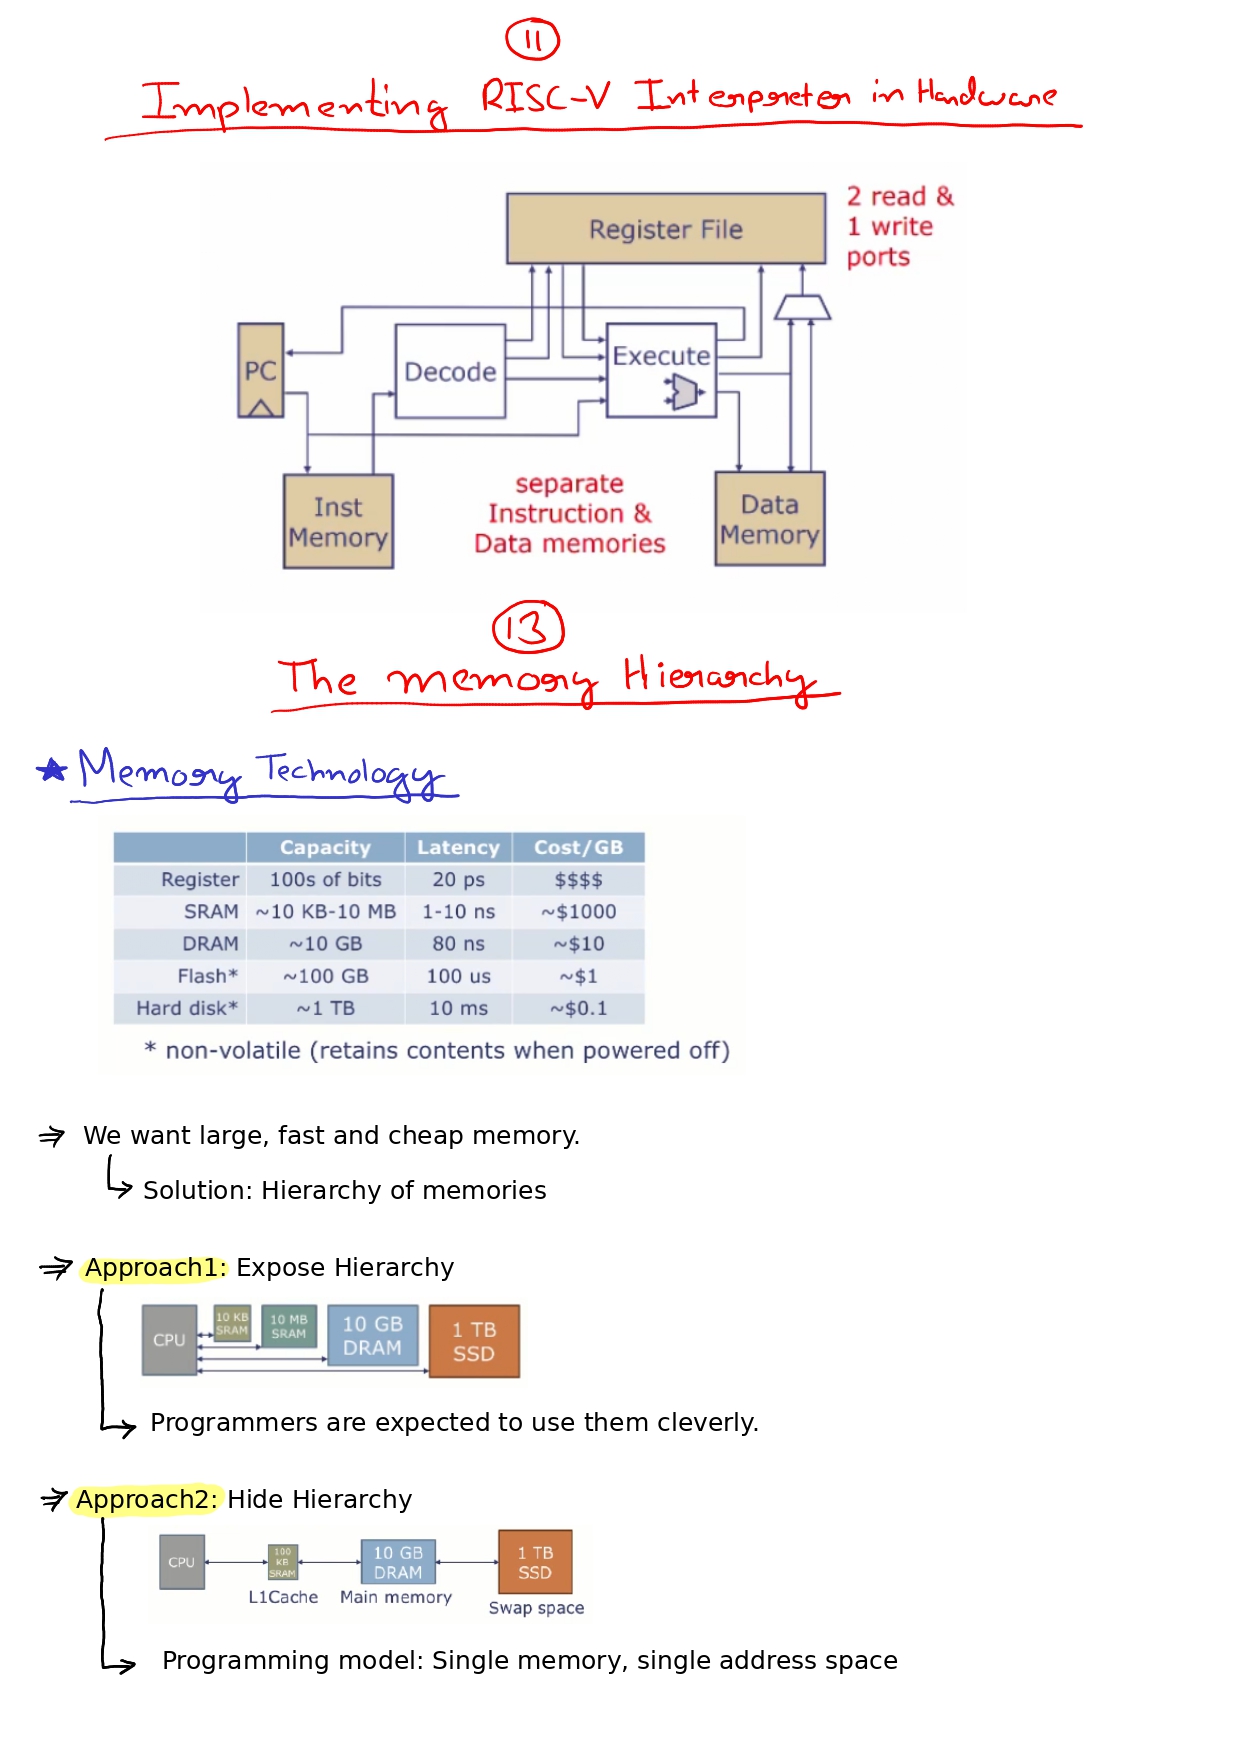 11
Implementing RISC-V Interpreter in Hardware
Register File
2 read &
1 write
ports
PC
Decode
Execute
Inst
Memory
separate
Instruction &
Data memories
Data
Memory
13
The memory Hierarchy
★ Memory Technology
Capacity Latency Cost/GB
Register 100s of bits 20 ps $$$$
SRAM ~10 KB-10 MB 1-10 ns ~$1000
DRAM ~10 GB 80 ns ~$10
Flash* ~100 GB 100 us ~$1
Hard disk* ~1 TB 10 ms ~$0.1
* non-volatile (retains contents when powered off)
⇒ We want large, fast and cheap memory.
↳ Solution: Hierarchy of memories
⇒ Approach1: Expose Hierarchy
CPU
10 KB
SRAM
10 MB
SRAM
10 GB
DRAM
1 TB
SSD
↳ Programmers are expected to use them cleverly.
⇒ Approach2: Hide Hierarchy
CPU
100
KB
SRAM
10 GB
DRAM
1 TB
SSD
L1Cache
Main memory
Swap space
↳ Programming model: Single memory, single address space